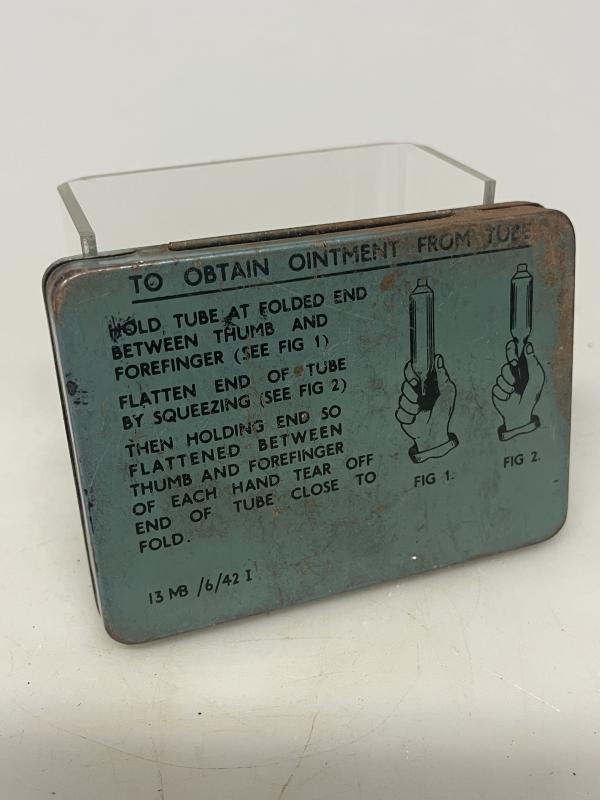 TO OBTAIN OINTMENT FROM TUBE
HOLD TUBE AT FOLDED END
BETWEEN THUMB AND
FOREFINGER (SEE FIG 1)
FLATTEN END OF TUBE
BY SQUEEZING (SEE FIG 2)
THEN HOLDING END SO
FLATTENED BETWEEN
THUMB AND FOREFINGER
OF EACH HAND TEAR OFF
END OF TUBE CLOSE TO
FOLD.
FIG 1.
FIG 2.
13 MB /6/42 I